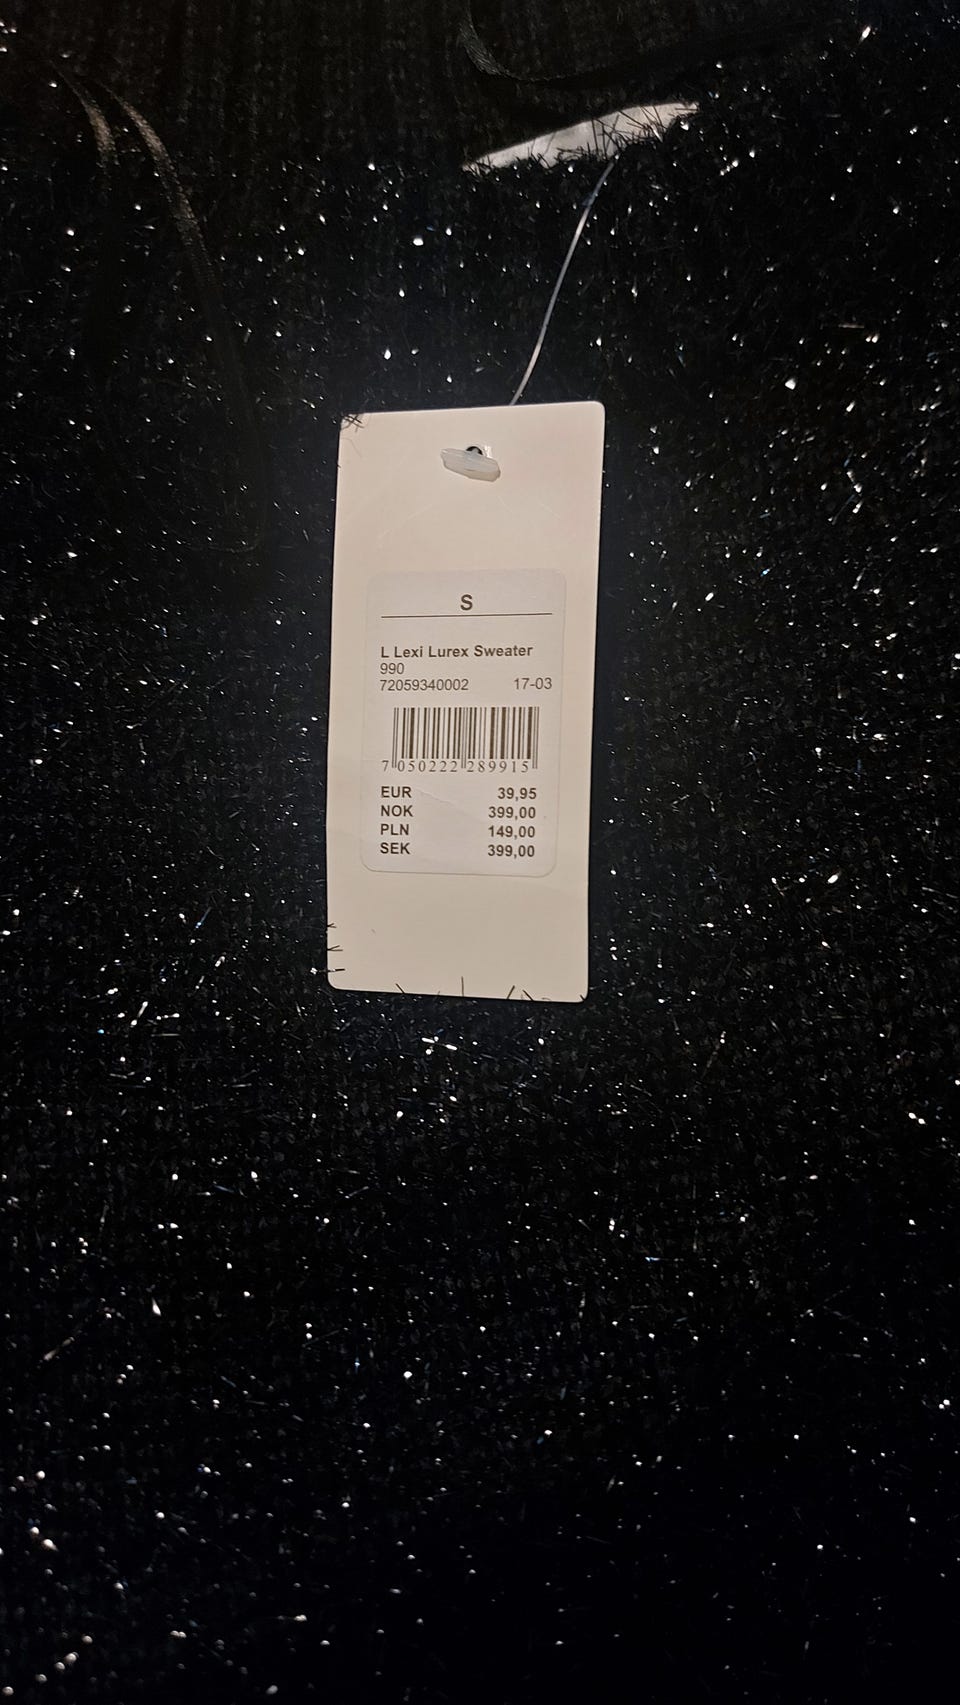 S
L Lexi Lurex Sweater
990
72059340002 17-03
7 050222 289915
EUR 39,95
NOK 399,00
PLN 149,00
SEK 399,00